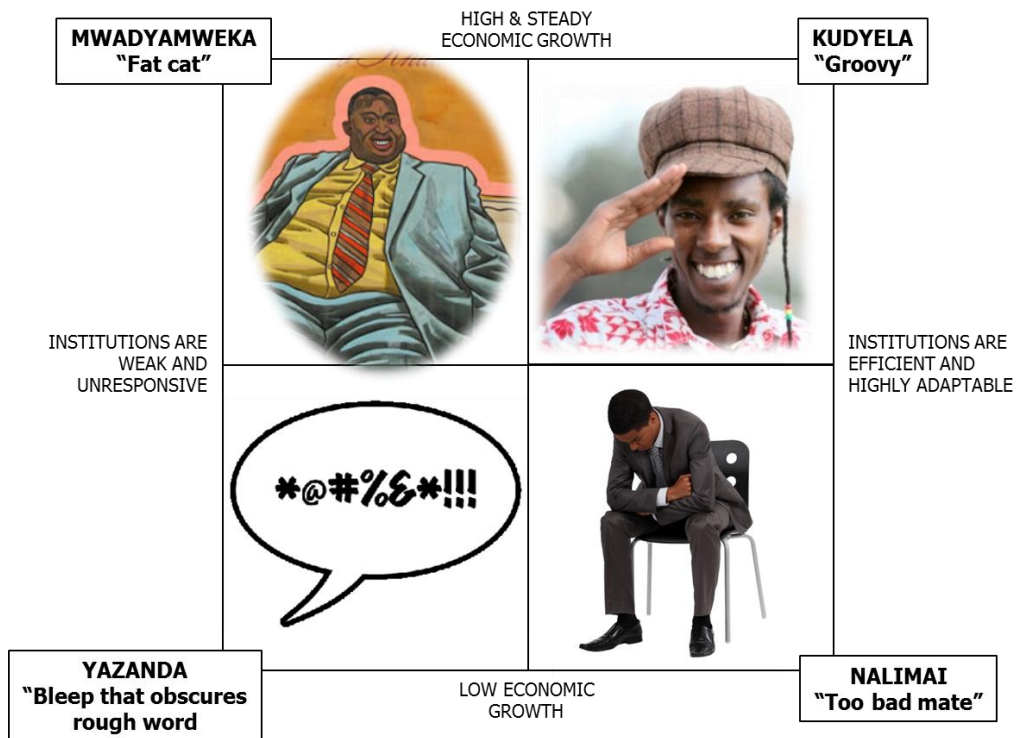 HIGH & STEADY
ECONOMIC GROWTH
MWADYAMWEKA
“Fat cat”
KUDYELA
“Groovy”
INSTITUTIONS ARE
WEAK AND
UNRESPONSIVE
INSTITUTIONS ARE
EFFICIENT AND
HIGHLY ADAPTABLE
*@#%&*!!!
YAZANDA
“Bleep that obscures
rough word
LOW ECONOMIC
GROWTH
NALIMAI
“Too bad mate”